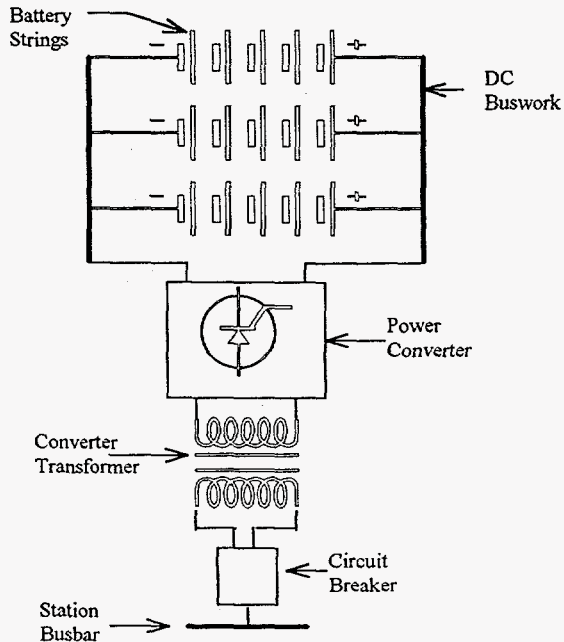 Battery
Strings
DC
Buswork
Power
Converter
Converter
Transformer
Circuit
Breaker
Station
Busbar